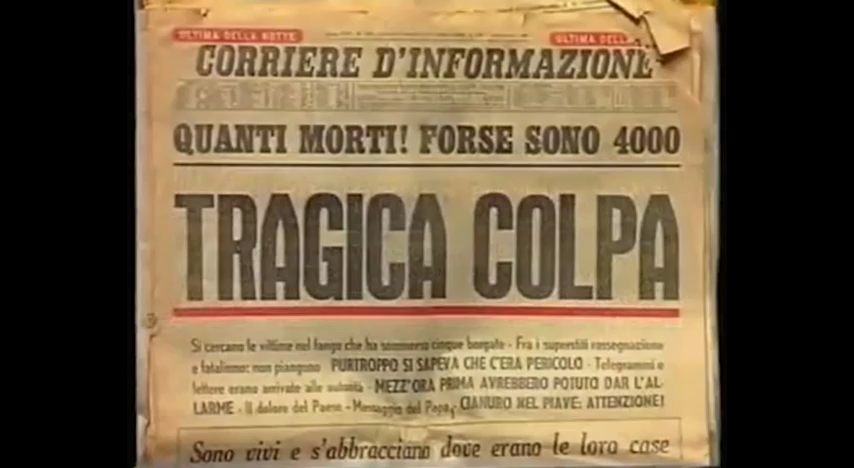 ULTIMA DELLA NOTTE
ULTIMA DELLA
CORRIERE D'INFORMAZIONE
QUANTI MORTI! FORSE SONO 4000
TRAGICA COLPA
Si cercano le vittime nel fango che ha sommerso cinque borgate - Fra i superstiti rassegnazione
e fatalismo: non piangono PURTROPPO SI SAPEVA CHE C'ERA PERICOLO - Telegrammi e
lettere erano arrivate alle autorità - MEZZ'ORA PRIMA AVREBBERO POTUTO DAR L'AL-
LARME - Il dolore del Paese - Messaggio del Papa, CIANURO NEL PIAVE: ATTENZIONE!
Sono vivi e s'abbracciano dove erano le loro case